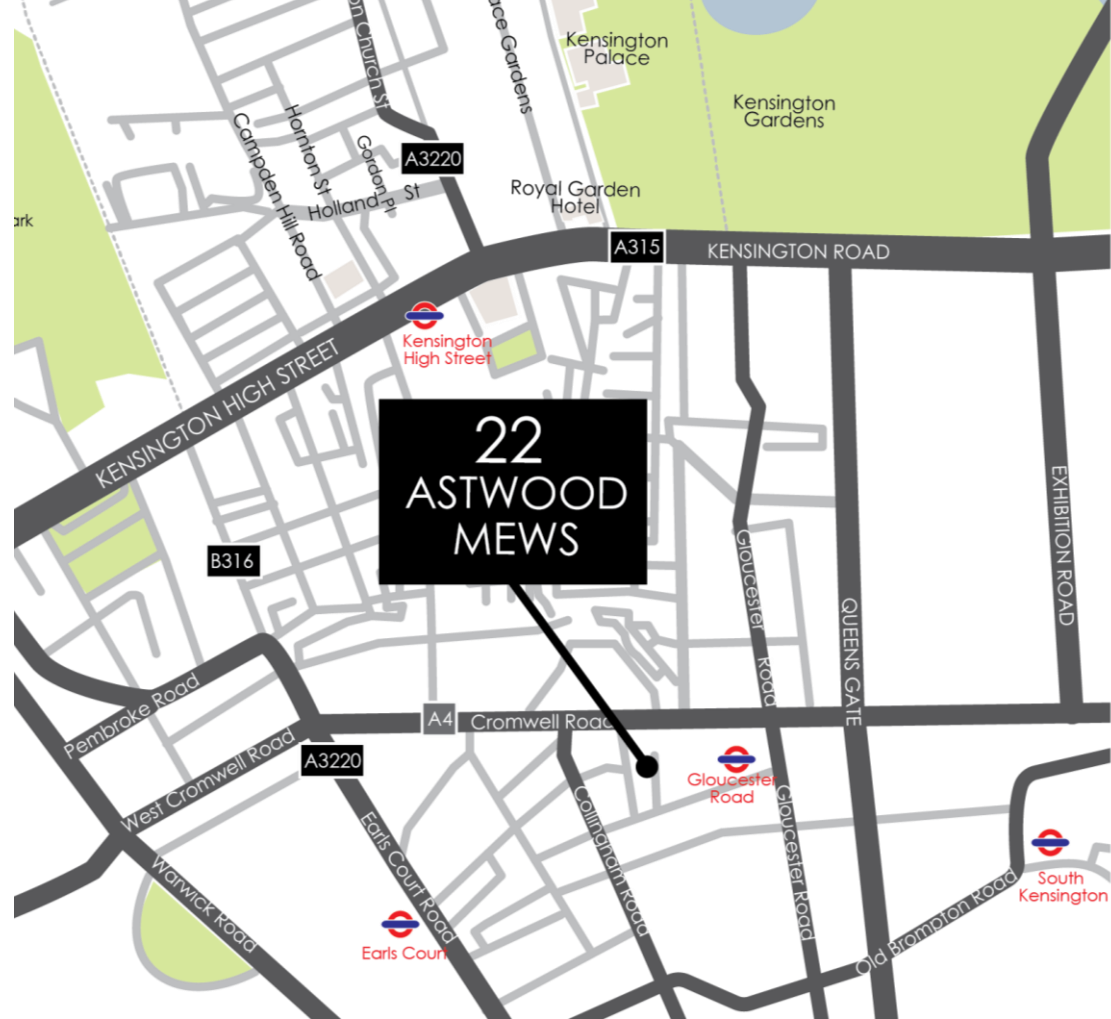 on Church St
ace Gardens
Kensington
Palace
Kensington
Gardens
Campden Hill Road
Hornton St
Gordon Pl
A3220
Holland St
Royal Garden
Hotel
ark
A315
KENSINGTON ROAD
Kensington
High Street
KENSINGTON HIGH STREET
22
ASTWOOD
MEWS
B316
Gloucester Road
QUEENS GATE
EXHIBITION ROAD
Pembroke Road
A4
Cromwell Road
West Cromwell Road
A3220
Gloucester
Road
Collingham Road
Gloucester Road
Earls Court Road
Warwick Road
South
Kensington
Old Brompton Road
Earls Court